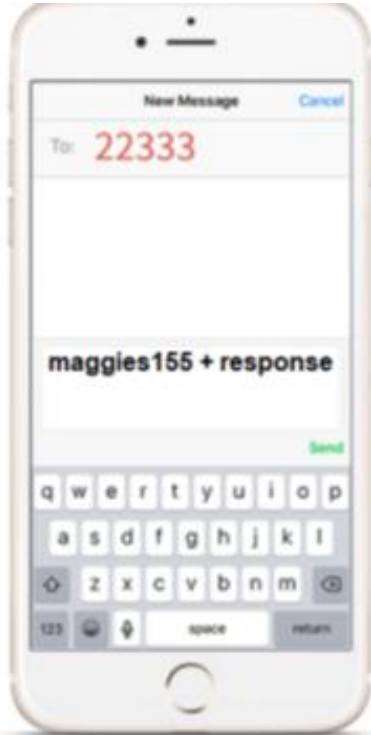 New Message Cancel
To: 22333
maggies155 + response
Send
q w e r t y u i o p
a s d f g h j k l
z x c v b n m
123 space return